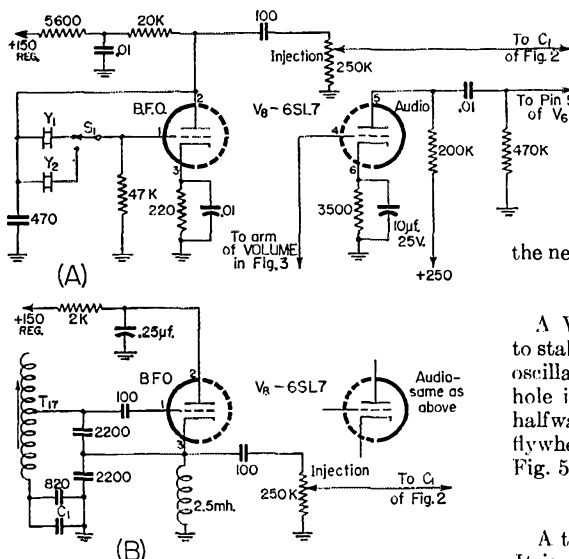 5600
20K
100
+150
REG.
.01
Injection
250K
To C1
of Fig.2
2
B.F.O.
V8-6SL7
5
Audio
.01
To Pin 5
of V6
Y1
S1
1
4
Y2
3
6
200K
470K
47K
470
220
.01
3500
10µf.
25V.
To arm
of VOLUME
in Fig.3
+250
(A)
the ne
+150
REG.
2K
.25µf.
2
BFO
V8-6SL7
Audio-
same as
above
T17
100
1
3
2200
2200
100
Injection
820
C1
2.5mh.
250K
To C1
of Fig.2
(B)
A V
to stal
oscilla
hole i
halfwa
flywhe
Fig. 5
A t